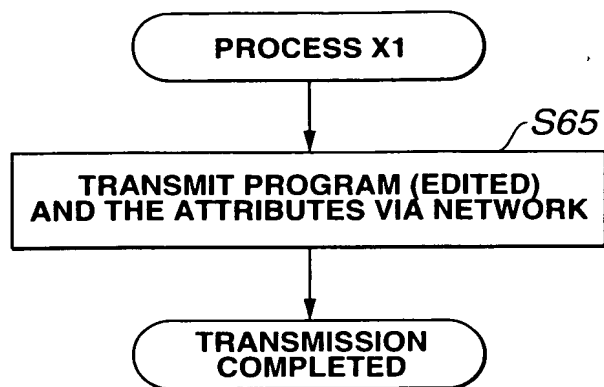 PROCESS X1
S65
TRANSMIT PROGRAM (EDITED)
AND THE ATTRIBUTES VIA NETWORK
TRANSMISSION
COMPLETED